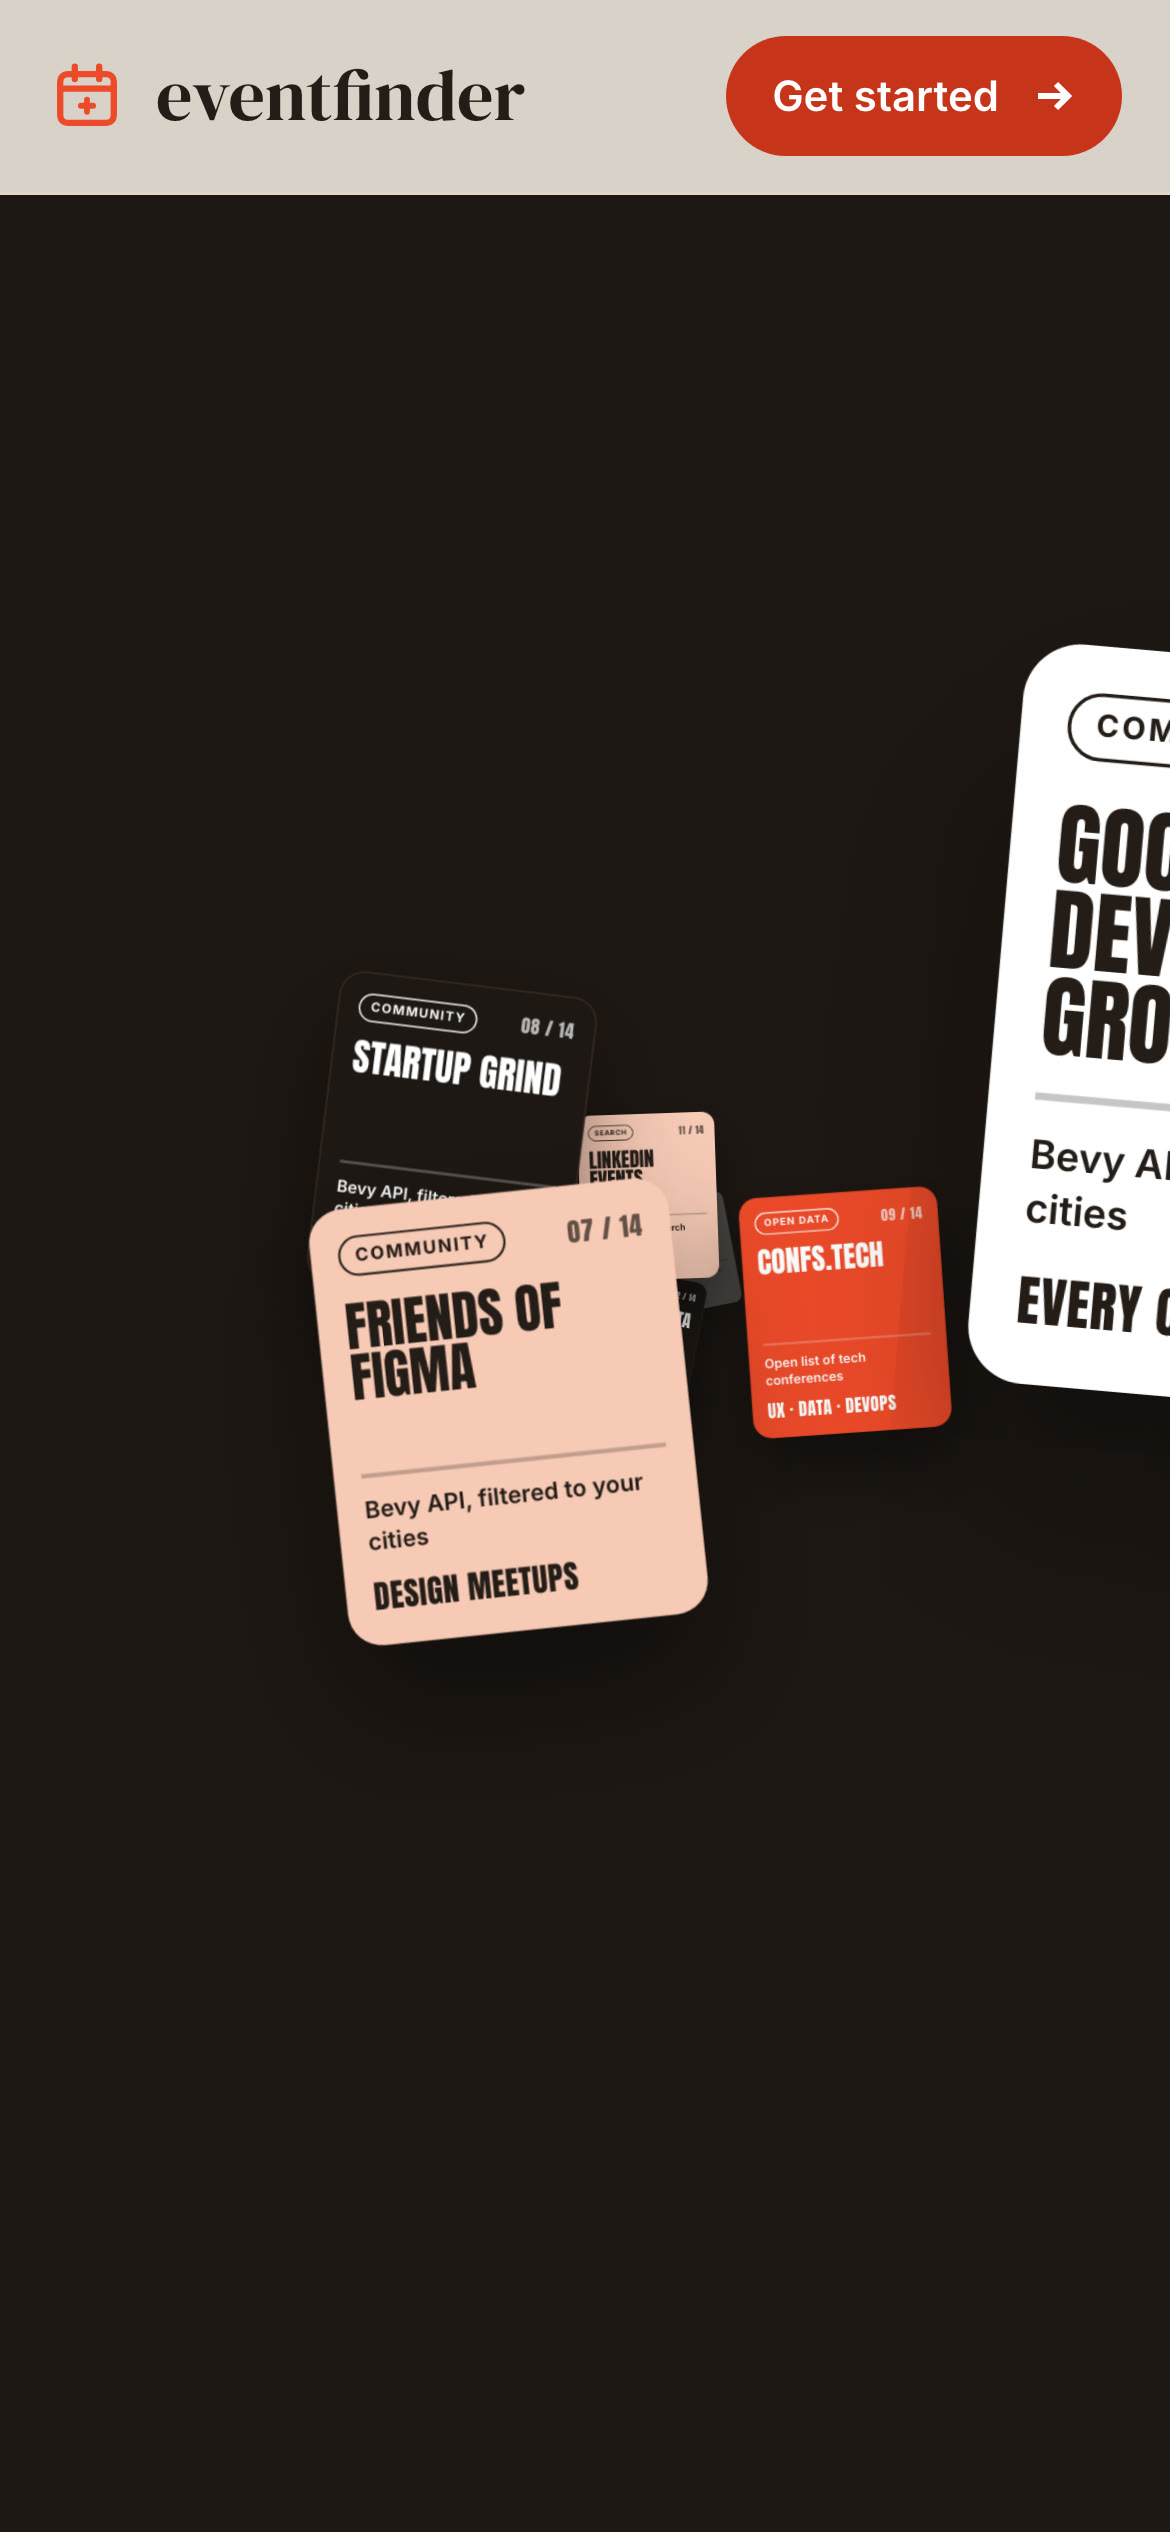 eventfinder
Get started
COM
GOO
DEV
GRO
Bevy
cities
EVERY
COMMUNITY
08 / 14
STARTUP GRIND
Bevy API,
SEARCH
11 / 14
LINKEDIN
EVENTS
COMMUNITY
07 / 14
FRIENDS OF
FIGMA
Bevy API, filtered to your
cities
DESIGN MEETUPS
OPEN DATA
09 / 14
CONFS.TECH
Open list of tech
conferences
UX · DATA · DEVOPS